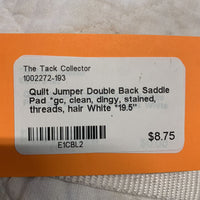 The Tack Collector
1002272-193
Quilt Jumper Double Back Saddle
Pad *gc, clean, dingy, stained,
threads, hair White *19.5"
E1CBL2
$8.75